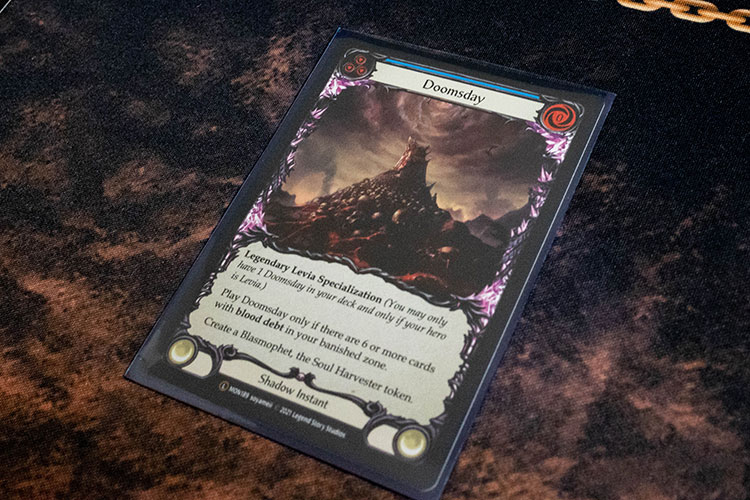 Doomsday
Legendary Levia Specialization (You may only
have 1 Doomsday in your deck and only if your hero
is Levia.)
Play Doomsday only if there are 6 or more cards
with blood debt in your banished zone.
Create a Blasmophet, the Soul Harvester token.
Shadow Instant
L MON189 aoyameii © 2021 Legend Story Studios